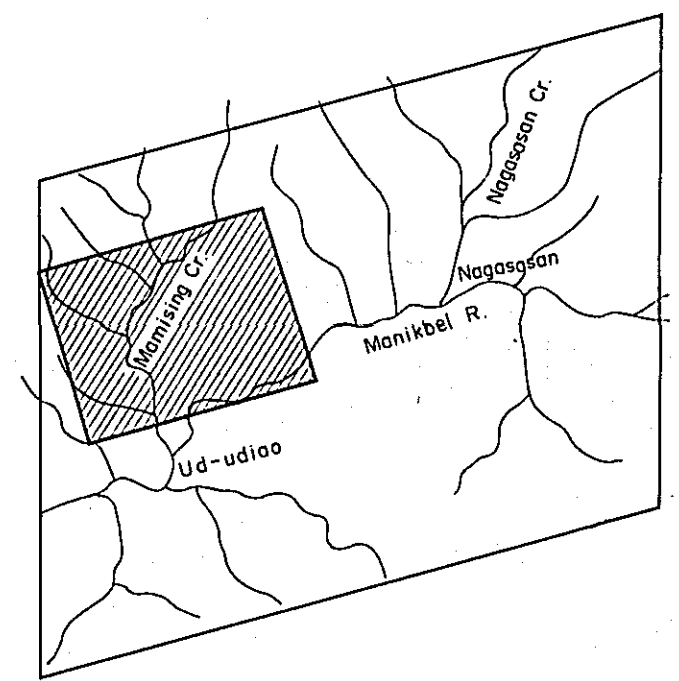 Nagasasan Cr.
Nagasasan
Mamising Cr.
Manikbel R.
Ud-udiao